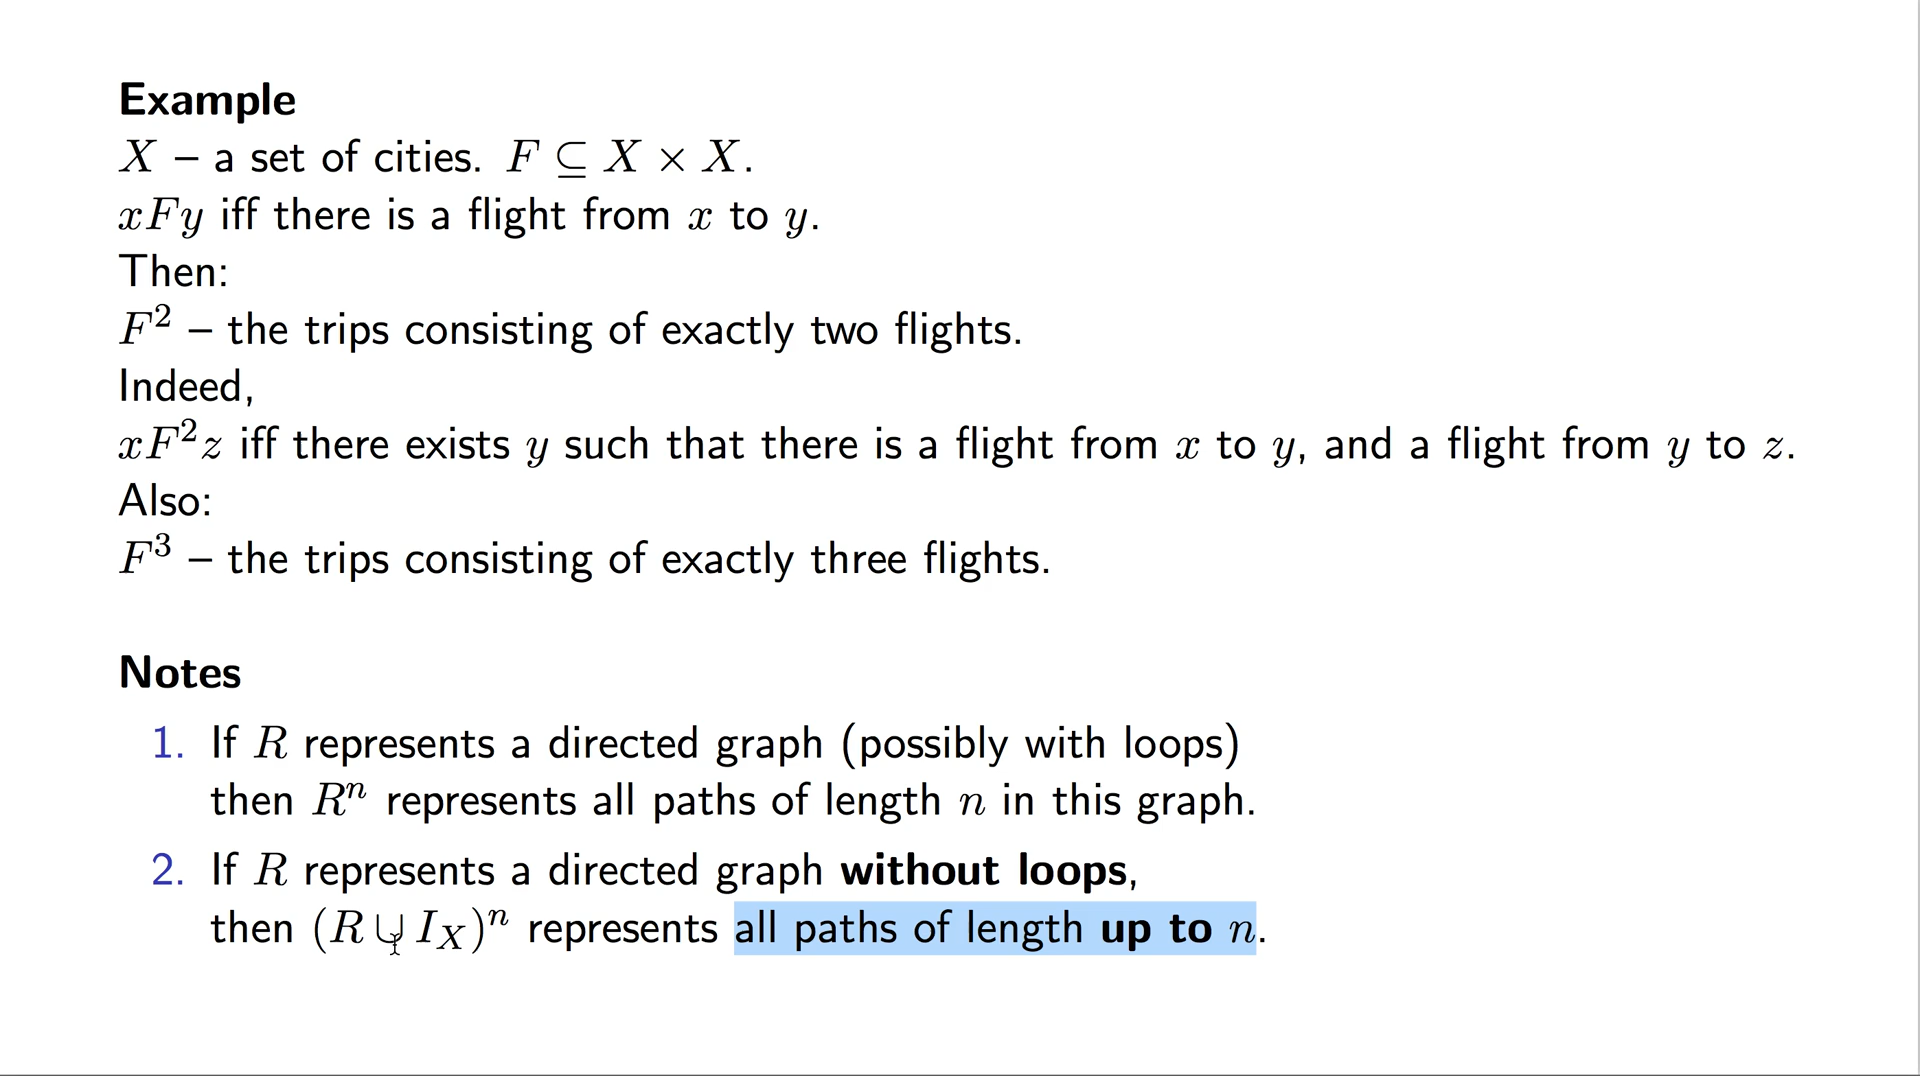 Example
X – a set of cities. F ⊆ X × X.
xFy iff there is a flight from x to y.
Then:
F² – the trips consisting of exactly two flights.
Indeed,
xF²z iff there exists y such that there is a flight from x to y, and a flight from y to z.
Also:
F³ – the trips consisting of exactly three flights.
Notes
1. If R represents a directed graph (possibly with loops)
then Rⁿ represents all paths of length n in this graph.
2. If R represents a directed graph without loops,
then (R ∪ I_X)ⁿ represents all paths of length up to n.